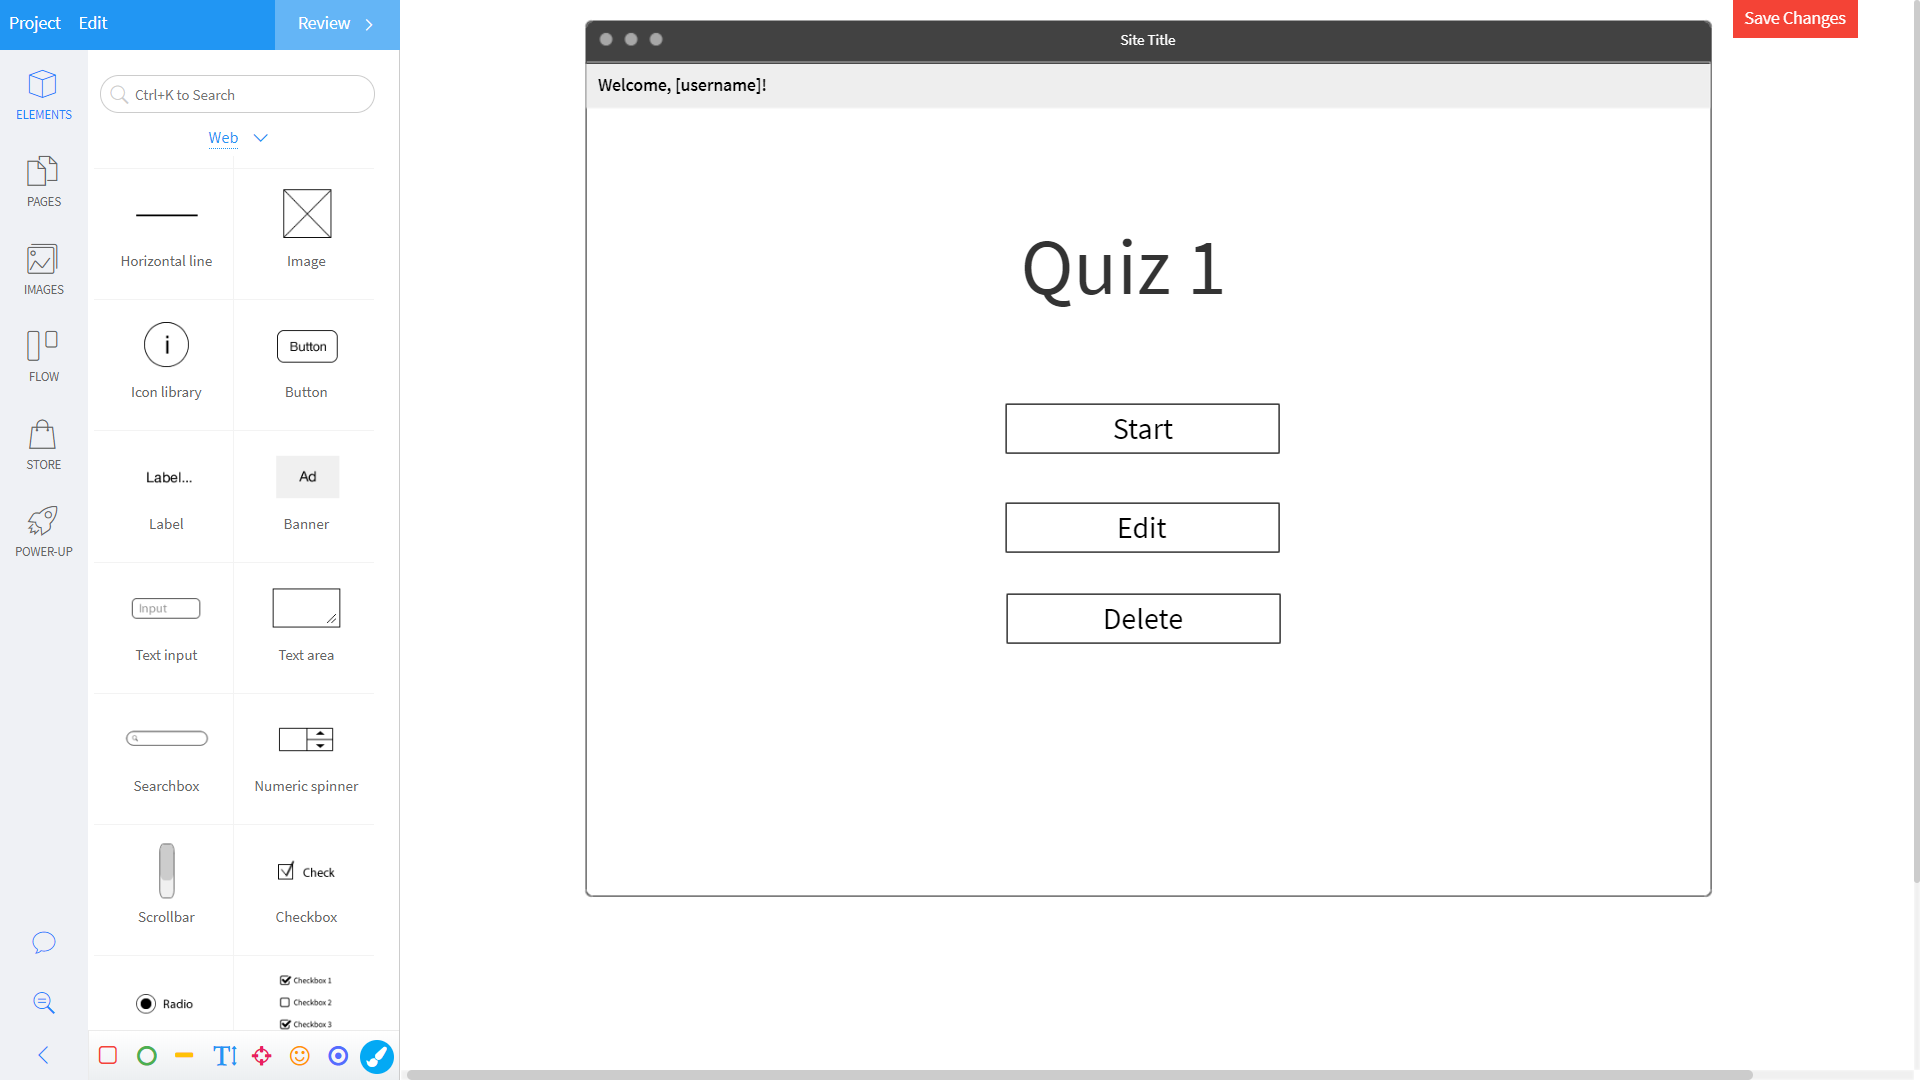 Project Edit Review
Save Changes
Site Title
Welcome, [username]!
ELEMENTS
PAGES
IMAGES
FLOW
STORE
POWER-UP
Ctrl+K to Search
Web
Horizontal line
Image
i
Icon library
Button
Button
Label...
Label
Ad
Banner
Input
Text input
Text area
Searchbox
Numeric spinner
Scrollbar
Check
Checkbox
Radio
Checkbox 1
Checkbox 2
Checkbox 3
T
Quiz 1
Start
Edit
Delete